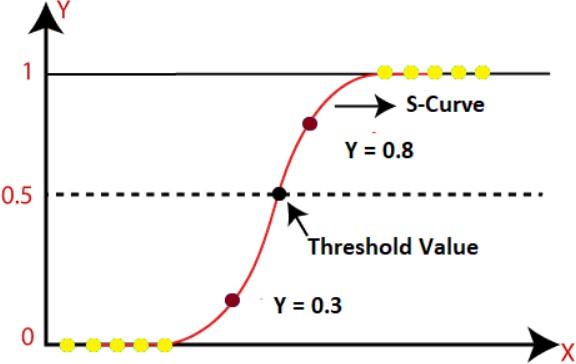 Y
1
S-Curve
Y = 0.8
0.5
Threshold Value
Y = 0.3
0
X